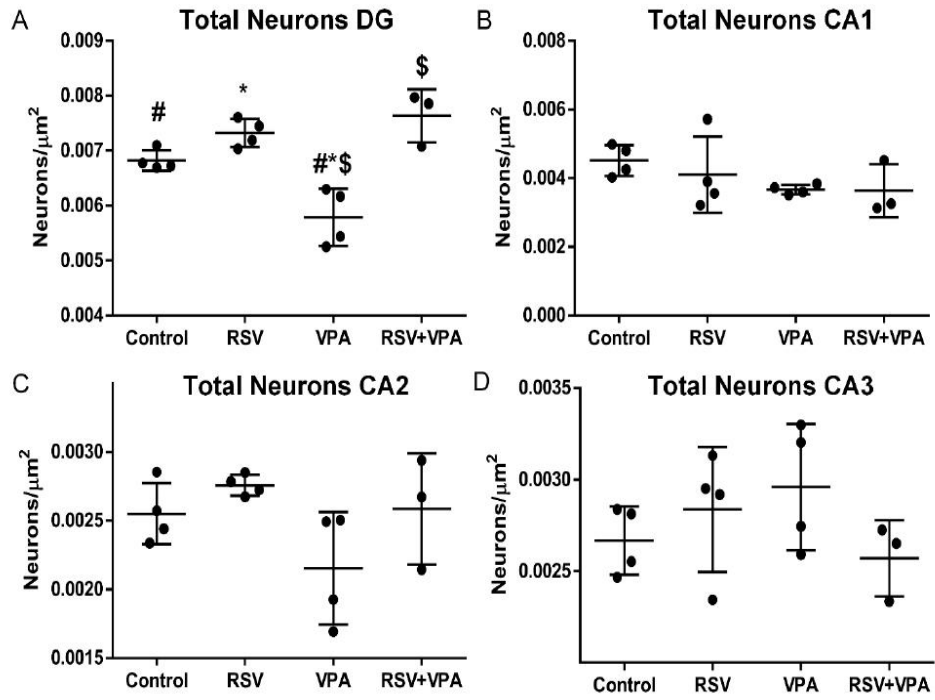 A
Total Neurons DG
Neurons/μm²
0.009
0.008
0.007
0.006
0.005
0.004
#
*
#*$
$
Control RSV VPA RSV+VPA
B
Total Neurons CA1
Neurons/μm²
0.008
0.006
0.004
0.002
0.000
Control RSV VPA RSV+VPA
C
Total Neurons CA2
Neurons/μm²
0.0030
0.0025
0.0020
0.0015
Control RSV VPA RSV+VPA
D
Total Neurons CA3
Neurons/μm²
0.0035
0.0030
0.0025
Control RSV VPA RSV+VPA